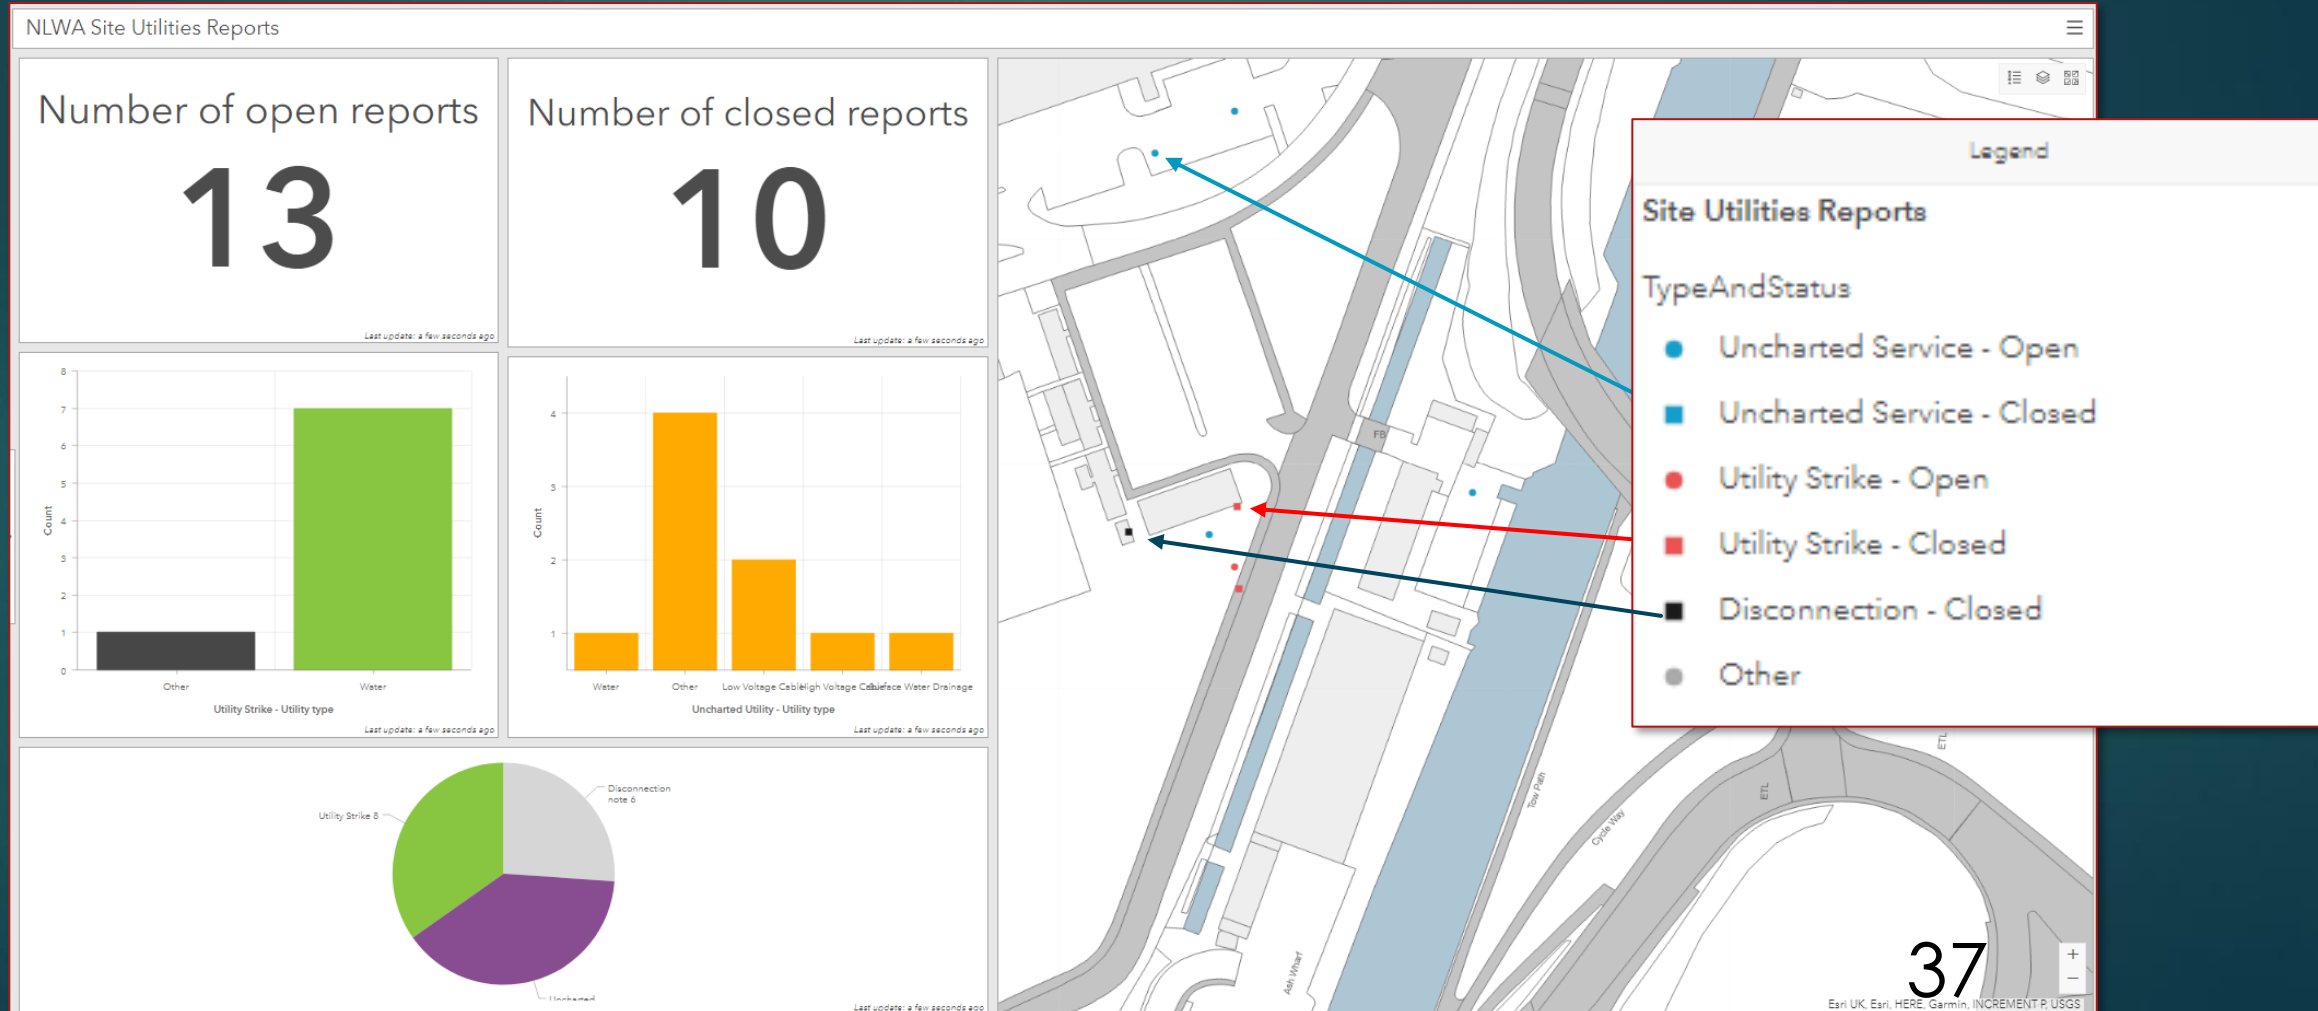 NLWA Site Utilities Reports
Number of open reports
13
Last update: a few seconds ago
Number of closed reports
10
Last update: a few seconds ago
8
7
6
5
4
3
2
1
0
Count
Other
Water
Utility Strike - Utility type
Last update: a few seconds ago
4
3
2
1
Count
Water
Other
Low Voltage Cable
High Voltage Cable
Surface Water Drainage
Uncharted Utility - Utility type
Last update: a few seconds ago
Disconnection
note 6
Utility Strike 8
Uncharted
Last update: a few seconds ago
FB
Tow Path
Cycle Way
ETL
ETL
Ash Wharf
Legend
Site Utilities Reports
TypeAndStatus
Uncharted Service - Open
Uncharted Service - Closed
Utility Strike - Open
Utility Strike - Closed
Disconnection - Closed
Other
37
+
−
Esri UK, Esri, HERE, Garmin, INCREMENT P, USGS